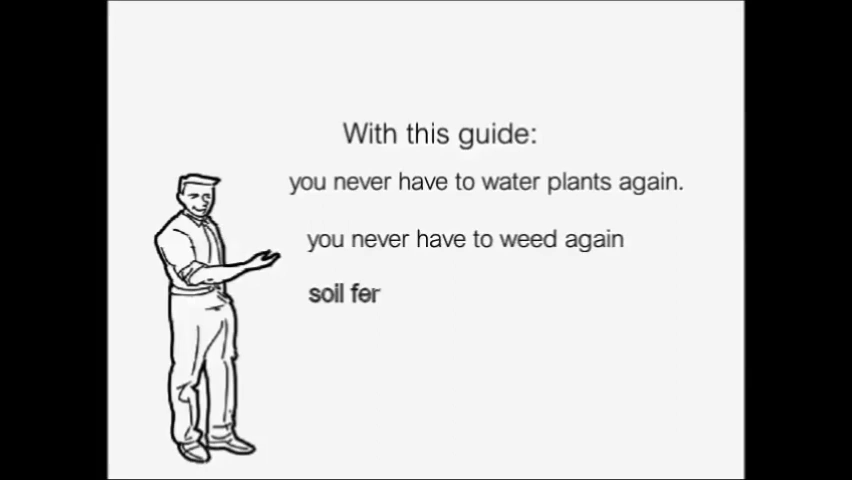 With this guide:
you never have to water plants again.
you never have to weed again
soil fer